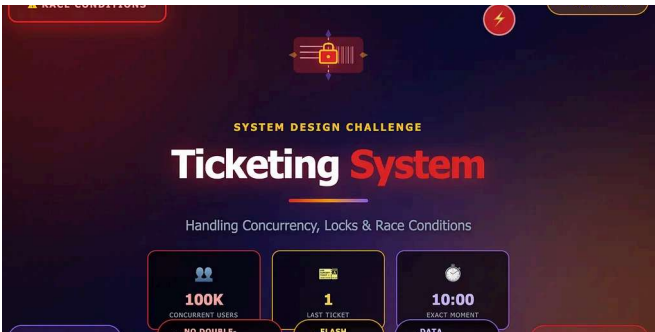 RACE CONDITIONS
SYSTEM DESIGN CHALLENGE
Ticketing System
Handling Concurrency, Locks & Race Conditions
100K
CONCURRENT USERS
1
LAST TICKET
10:00
EXACT MOMENT
NO DOUBLE-
FLASH
DATA